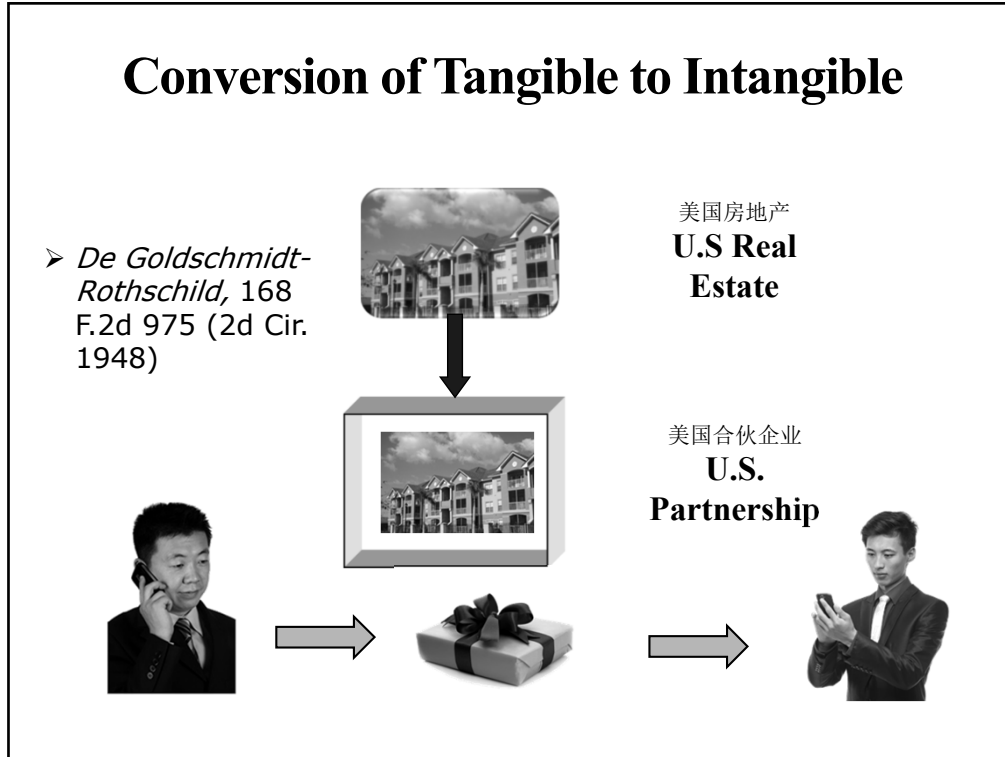 Conversion of Tangible to Intangible
➢ De Goldschmidt-
Rothschild, 168
F.2d 975 (2d Cir.
1948)
美国房地产
U.S Real
Estate
美国合伙企业
U.S.
Partnership